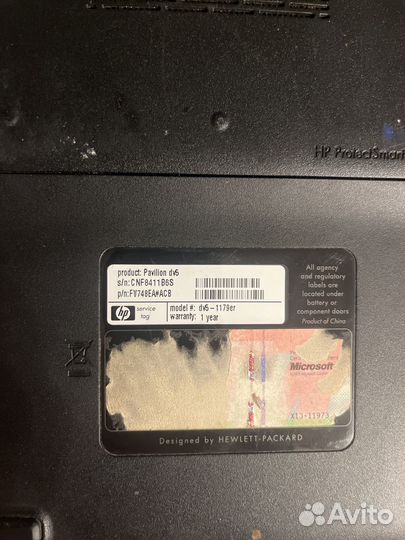 HP ProtectSmart
product: Pavilion dv5
s/n: CNF8411B6S
p/n: FV748EA#ACB
hp
service tag
model #: dv5-1179er
warranty: 1 year
All agency
and regulatory
labels are
located under
battery or
component doors
Product of China
Microsoft
X13-11973
Designed by HEWLETT-PACKARD
Avito